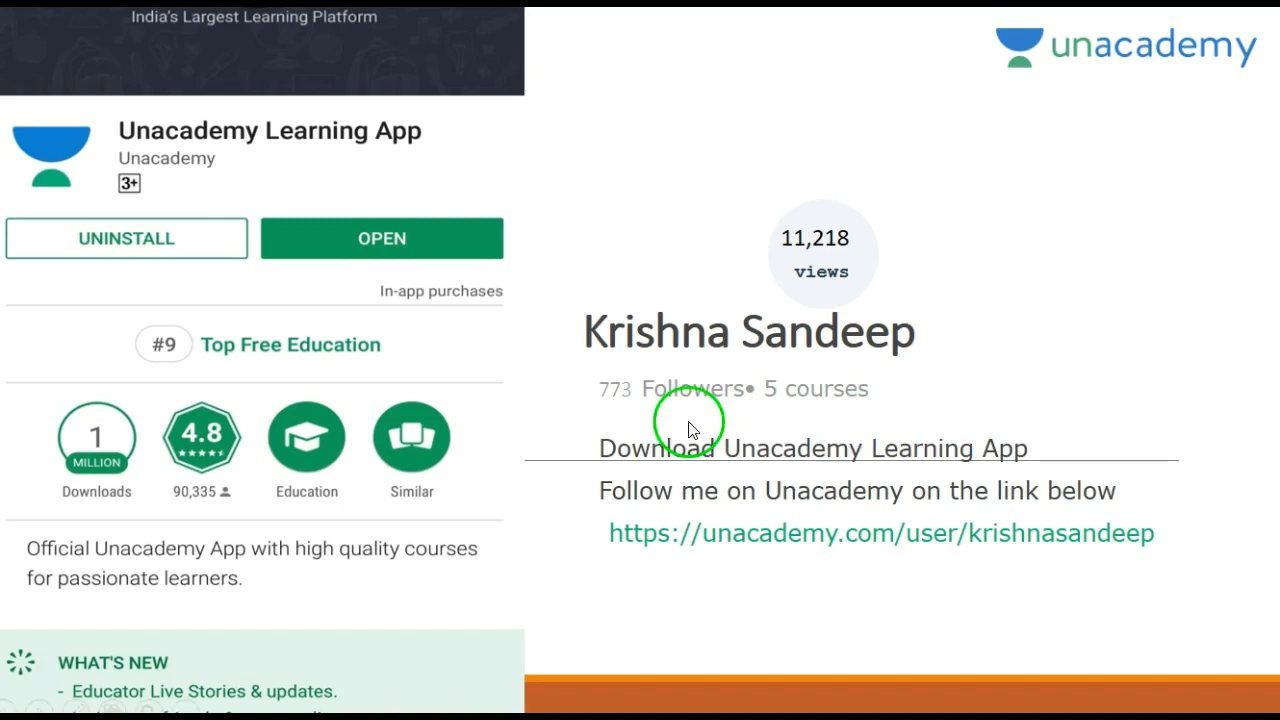 India's Largest Learning Platform
Unacademy Learning App
Unacademy
3+
UNINSTALL
OPEN
In-app purchases
#9 Top Free Education
1
MILLION
Downloads
4.8
90,335
Education
Similar
Official Unacademy App with high quality courses
for passionate learners.
WHAT'S NEW
- Educator Live Stories & updates.
unacademy
11,218
views
Krishna Sandeep
773 Followers• 5 courses
Download Unacademy Learning App
Follow me on Unacademy on the link below
https://unacademy.com/user/krishnasandeep